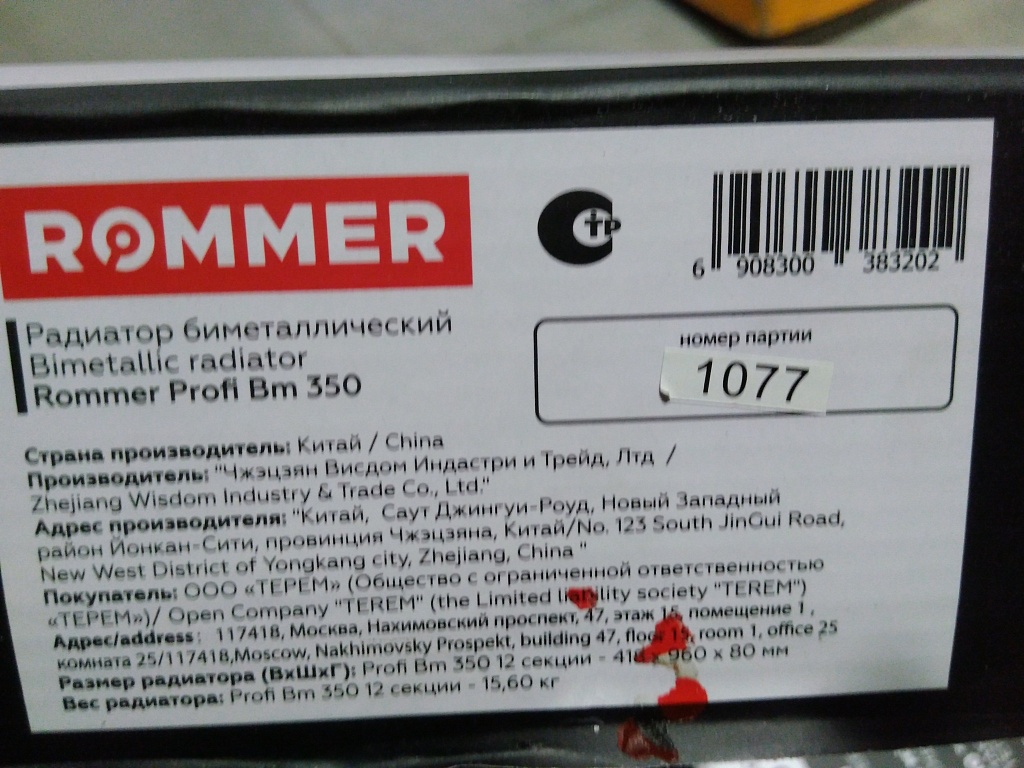 ROMMER
TP
6 908300 383202
Радиатор биметаллический
Bimetallic radiator
Rommer Profi Bm 350
номер партии
1077
Страна производитель: Китай / China
Производитель: "Чжэцзян Висдом Индастри и Трейд, Лтд /
Zhejiang Wisdom Industry & Trade Co., Ltd."
Адрес производителя: "Китай, Саут Джингуи-Роуд, Новый Западный
район Йонкан-Сити, провинция Чжэцзяна, Китай/No. 123 South JinGui Road,
New West District of Yongkang city, Zhejiang, China "
Покупатель: ООО «ТЕРЕМ» (Общество с ограниченной ответственностью
«ТЕРЕМ»)/ Open Company "TEREM" (the Limited liability society "TEREM")
Адрес/address: 117418, Москва, Нахимовский проспект, 47, этаж 15, помещение 1,
комната 25/117418,Moscow, Nakhimovsky Prospekt, building 47, floor 15, room 1, office 25
Размер радиатора (ВхШхГ): Profi Bm 350 12 секции - 41 x 960 x 80 мм
Вес радиатора: Profi Bm 350 12 секции - 15,60 кг